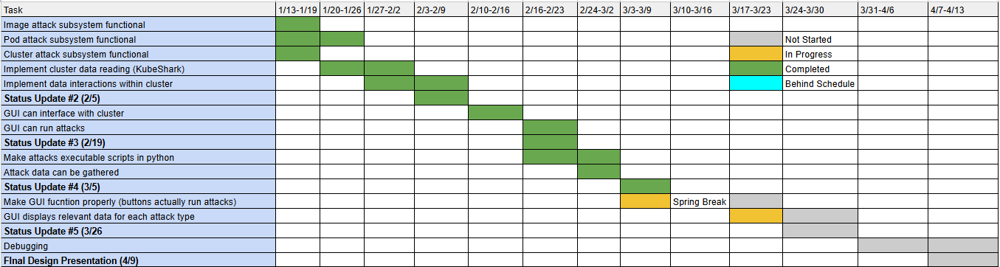 Task 1/13-1/19 1/20-1/26 1/27-2/2 2/3-2/9 2/10-2/16 2/16-2/23 2/24-3/2 3/3-3/9 3/10-3/16 3/17-3/23 3/24-3/30 3/31-4/6 4/7-4/13
Image attack subsystem functional
Pod attack subsystem functional Not Started
Cluster attack subsystem functional In Progress
Implement cluster data reading (KubeShark) Completed
Implement data interactions within cluster Behind Schedule
Status Update #2 (2/5)
GUI can interface with cluster
GUI can run attacks
Status Update #3 (2/19)
Make attacks executable scripts in python
Attack data can be gathered
Status Update #4 (3/5)
Make GUI fucntion properly (buttons actually run attacks) Spring Break
GUI displays relevant data for each attack type
Status Update #5 (3/26
Debugging
FInal Design Presentation (4/9)